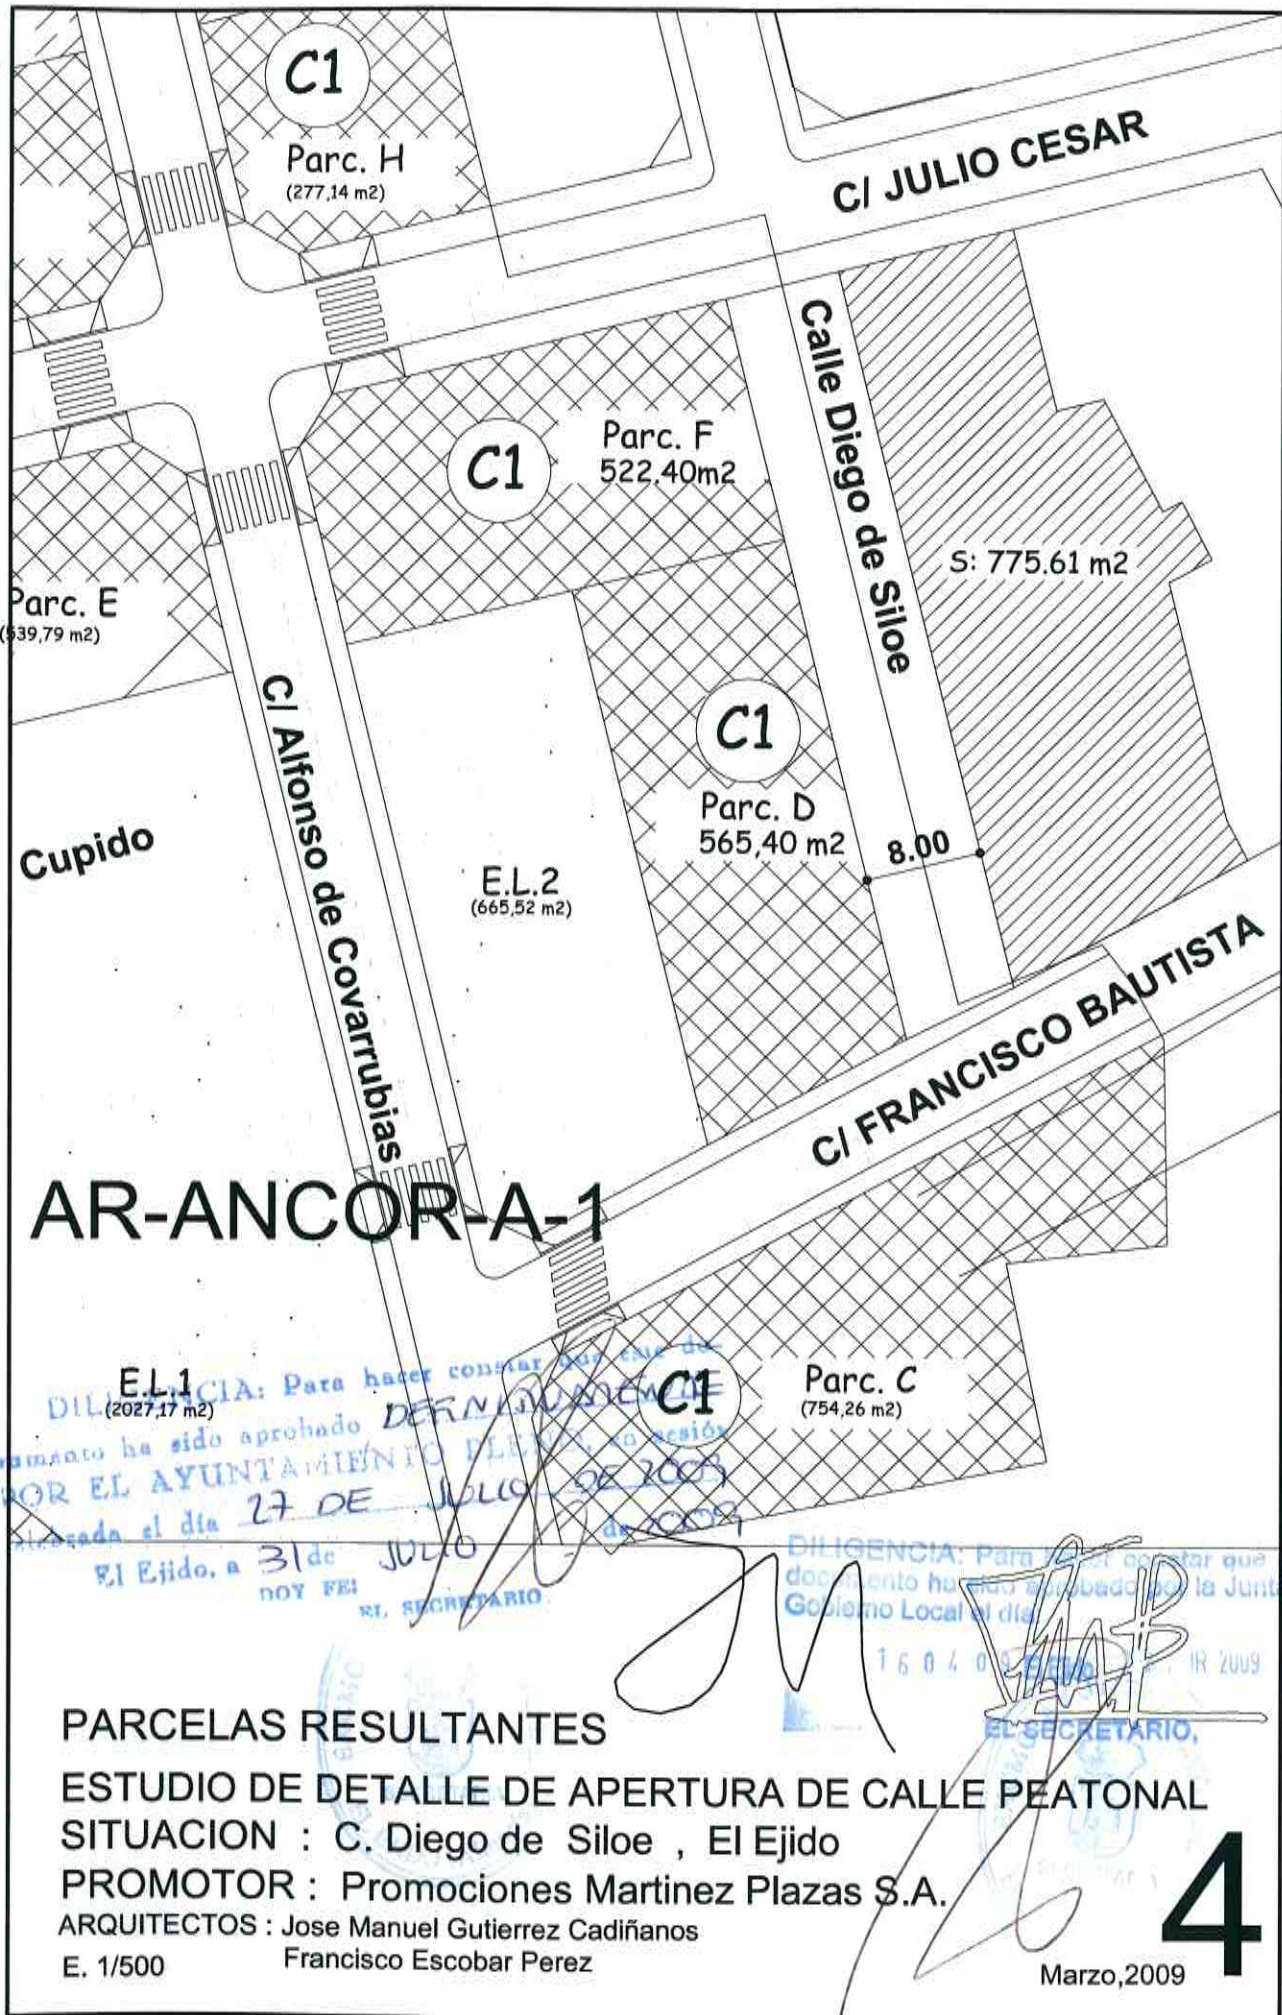 C1
Parc. H
(277,14 m2)
C/ JULIO CESAR
Calle Diego de Siloe
C1
Parc. F
522.40m2
S: 775.61 m2
Parc. E
(539,79 m2)
C/ Alfonso de Covarrubias
C1
Parc. D
565,40 m2
8.00
Cupido
E.L.2
(665,52 m2)
C/ FRANCISCO BAUTISTA
AR-ANCOR-A-1
E.L.1
(2027,17 m2)
C1
Parc. C
(754,26 m2)
DILIGENCIA: Para hacer constar que este do-
cumento ha sido aprobado
POR EL AYUNTAMIENTO PLENO, en sesión
celebrada el día 27 DE JULIO DE 2009
El Ejido, a 31 de JULIO de 2009
DOY FE:
EL SECRETARIO
DILIGENCIA: Para hacer constar que
documento ha sido aprobado por la Junta
Gobierno Local el día
EL SECRETARIO,
PARCELAS RESULTANTES
ESTUDIO DE DETALLE DE APERTURA DE CALLE PEATONAL
SITUACION : C. Diego de Siloe , El Ejido
PROMOTOR : Promociones Martinez Plazas S.A.
ARQUITECTOS : Jose Manuel Gutierrez Cadiñanos
Francisco Escobar Perez
E. 1/500
Marzo,2009
4